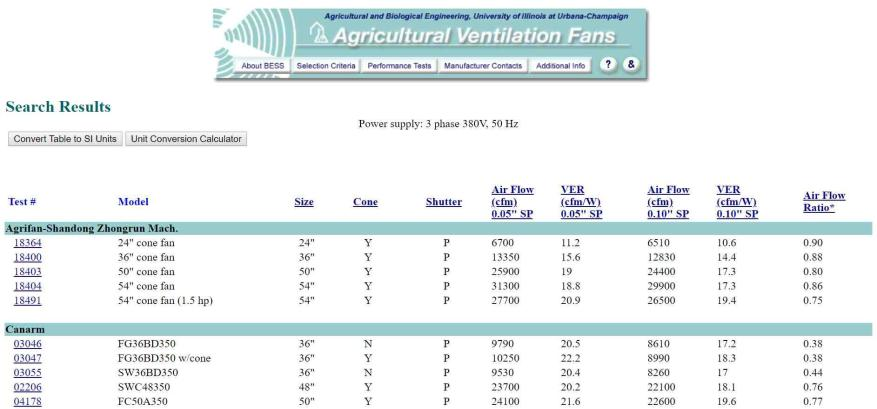 Agricultural and Biological Engineering, University of Illinois at Urbana-Champaign
Agricultural Ventilation Fans
About BESS Selection Criteria Performance Tests Manufacturer Contacts Additional Info ? &
Search Results
Power supply: 3 phase 380V, 50 Hz
Convert Table to SI Units Unit Conversion Calculator
Test # Model Size Cone Shutter Air Flow (cfm) 0.05" SP VER (cfm/W) 0.05" SP Air Flow (cfm) 0.10" SP VER (cfm/W) 0.10" SP Air Flow Ratio*
Agrifan-Shandong Zhongrun Mach.
18364 24" cone fan 24" Y P 6700 11.2 6510 10.6 0.90
18400 36" cone fan 36" Y P 13350 15.6 12830 14.4 0.88
18403 50" cone fan 50" Y P 25900 19 24400 17.3 0.80
18404 54" cone fan 54" Y P 31300 18.8 29900 17.3 0.86
18491 54" cone fan (1.5 hp) 54" Y P 27700 20.9 26500 19.4 0.75
Canarm
03046 FG36BD350 36" N P 9790 20.5 8610 17.2 0.38
03047 FG36BD350 w/cone 36" Y P 10250 22.2 8990 18.3 0.38
03055 SW36BD350 36" N P 9530 20.4 8260 17 0.44
02206 SWC48350 48" Y P 23700 20.2 22100 18.1 0.76
04178 FC50A350 50" Y P 24100 21.6 22600 19.6 0.77